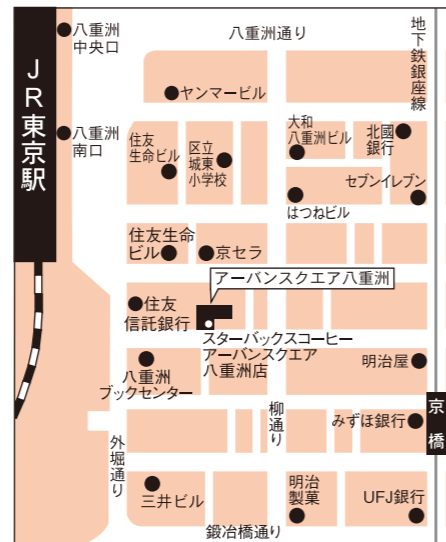 八重洲
中央口
八重洲通り
地下鉄銀座線
JR東京駅
ヤンマービル
八重洲
南口
住友
生命ビル
区立
城東
小学校
大和
八重洲ビル
北國
銀行
セブンイレブン
はつねビル
住友生命
ビル
京セラ
アーバンスクエア八重洲
住友
信託銀行
スターバックスコーヒー
アーバンスクエア
八重洲店
八重洲
ブックセンター
明治屋
京橋
柳通り
みずほ銀行
外堀通り
三井ビル
明治
製菓
UFJ銀行
鍛冶橋通り